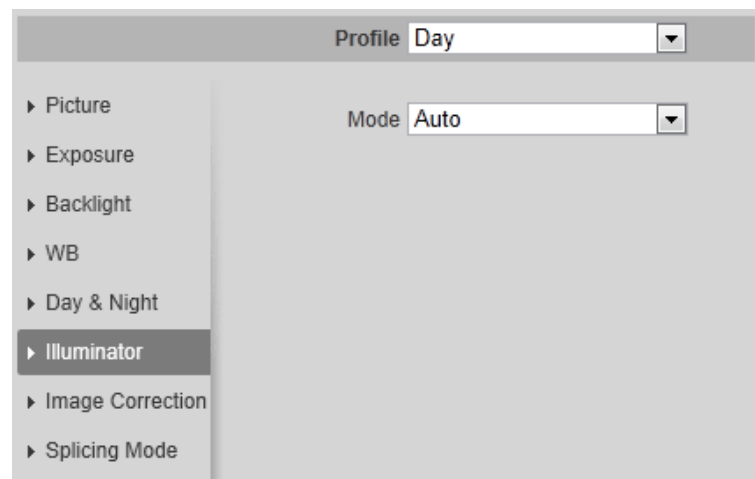 Profile Day
Mode Auto
Picture
Exposure
Backlight
WB
Day & Night
Illuminator
Image Correction
Splicing Mode